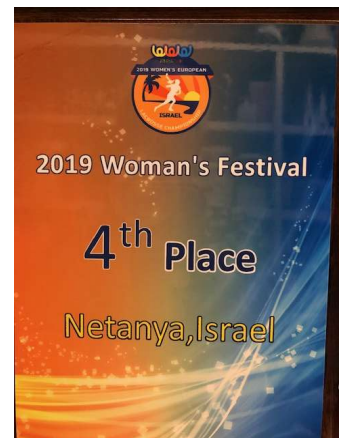 2019 WOMEN'S EUROPEAN
ISRAEL
2019 Woman's Festival
4th Place
Netanya,Israel